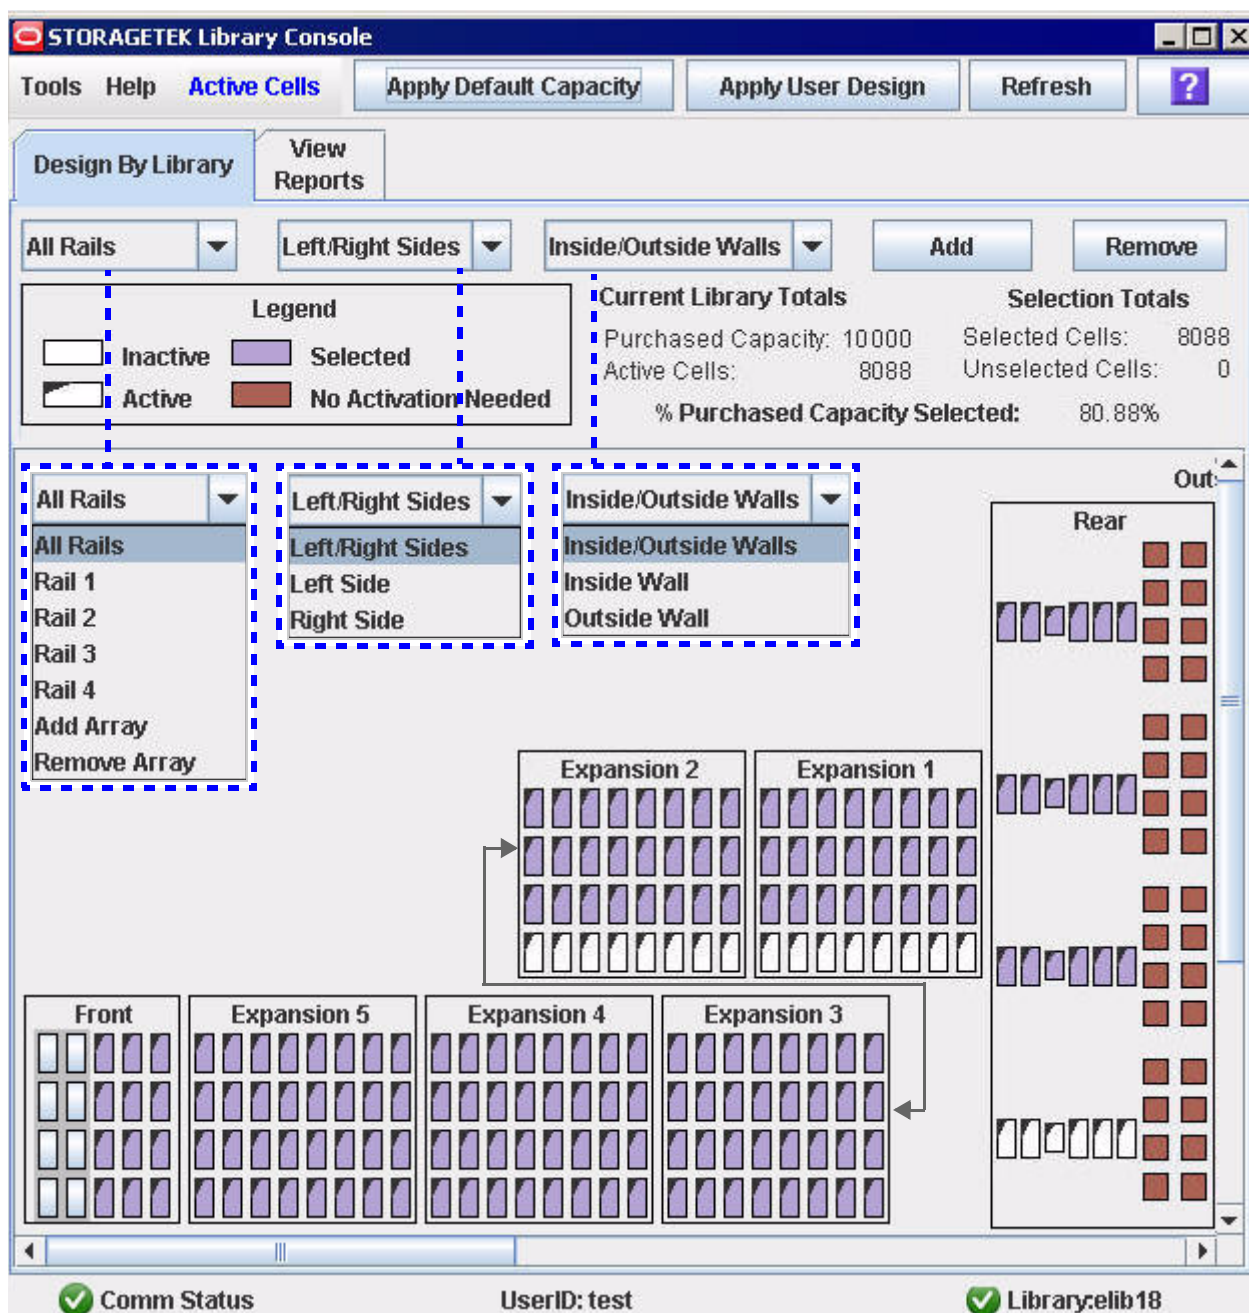 STORAGETEK Library Console
Tools Help Active Cells Apply Default Capacity Apply User Design Refresh ?
Design By Library
View Reports
All Rails Left/Right Sides Inside/Outside Walls Add Remove
Legend
Inactive Selected
Active No Activation Needed
Current Library Totals
Purchased Capacity: 10000
Active Cells: 8088
Selection Totals
Selected Cells: 8088
Unselected Cells: 0
% Purchased Capacity Selected: 80.88%
All Rails
All Rails
Rail 1
Rail 2
Rail 3
Rail 4
Add Array
Remove Array
Left/Right Sides
Left/Right Sides
Left Side
Right Side
Inside/Outside Walls
Inside/Outside Walls
Inside Wall
Outside Wall
Rear
Expansion 2 Expansion 1
Front Expansion 5 Expansion 4 Expansion 3
Comm Status UserID: test Library:elib18